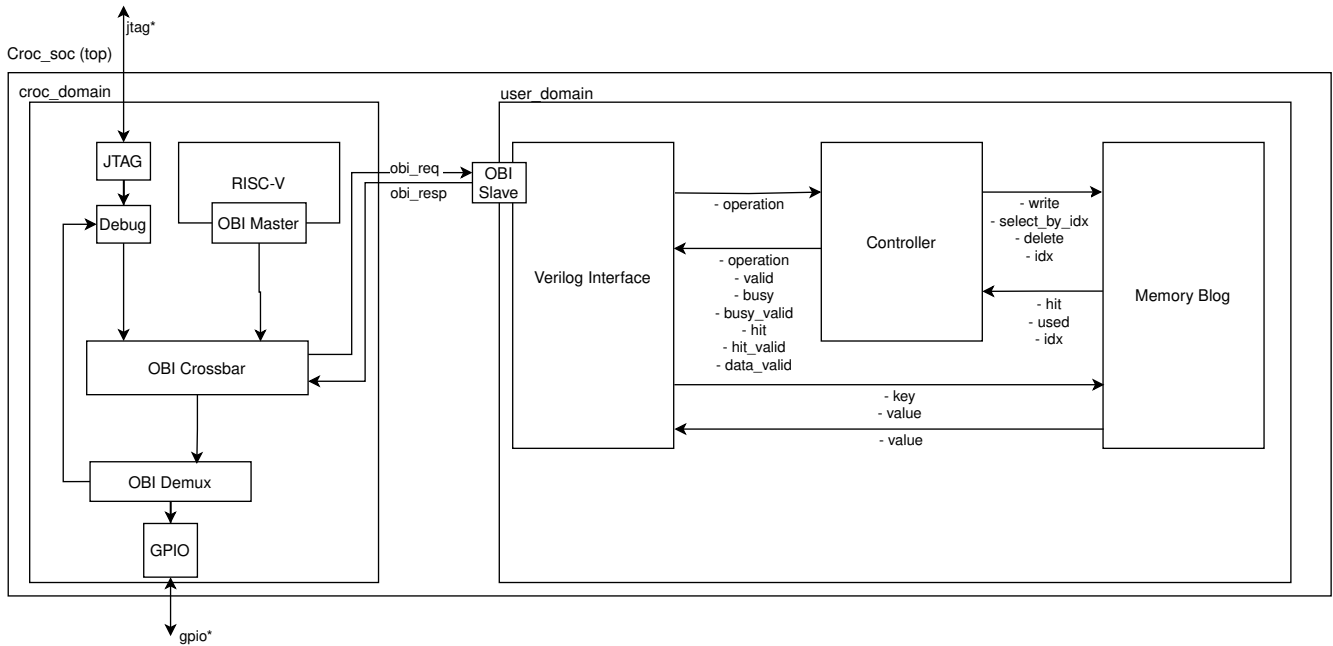 jtag*
Croc_soc (top)
croc_domain
JTAG
Debug
RISC-V
OBI Master
OBI Crossbar
OBI Demux
GPIO
gpio*
obi_req
obi_resp
user_domain
OBI
Slave
Verilog Interface
- operation
- operation
- valid
- busy
- busy_valid
- hit
- hit_valid
- data_valid
Controller
- write
- select_by_idx
- delete
- idx
- hit
- used
- idx
- key
- value
- value
Memory Blog